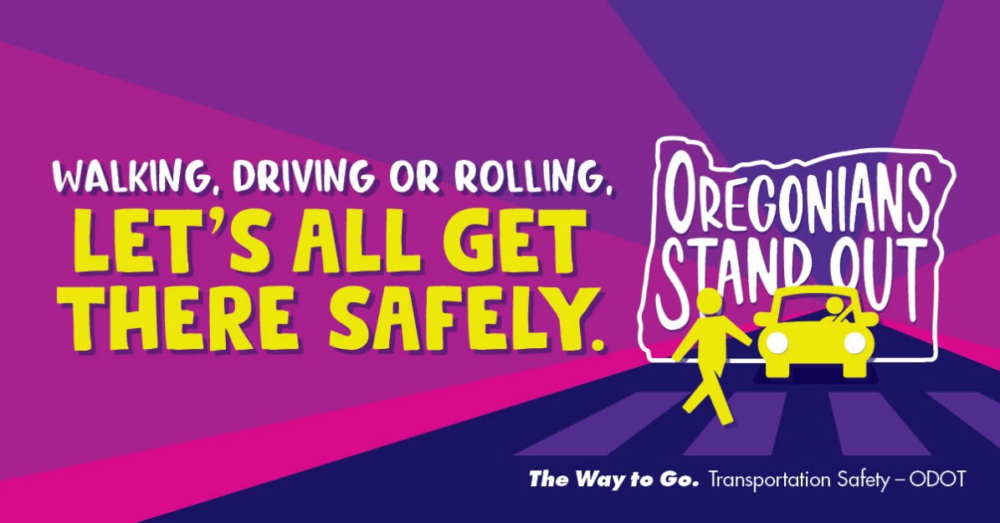 WALKING, DRIVING OR ROLLING,
LET'S ALL GET
THERE SAFELY.
OREGONIANS
STAND OUT
The Way to Go. Transportation Safety – ODOT